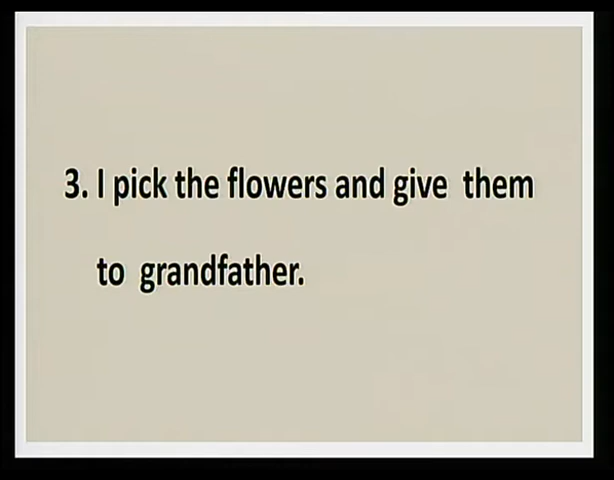 3. I pick the flowers and give them
to grandfather.